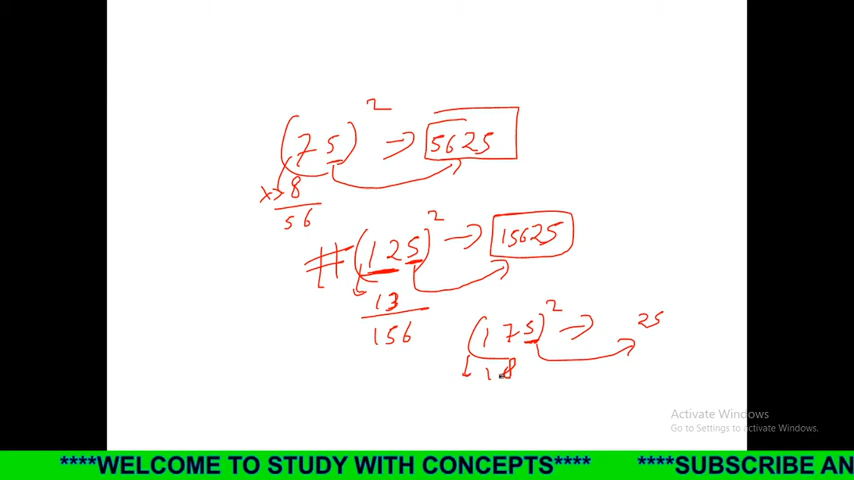 (75)² → 5625
×→ 8
56
# (125)² → 15625
13
156
(175)² → 25
18
Activate Windows
Go to Settings to activate Windows.
****WELCOME TO STUDY WITH CONCEPTS**** ****SUBSCRIBE AN